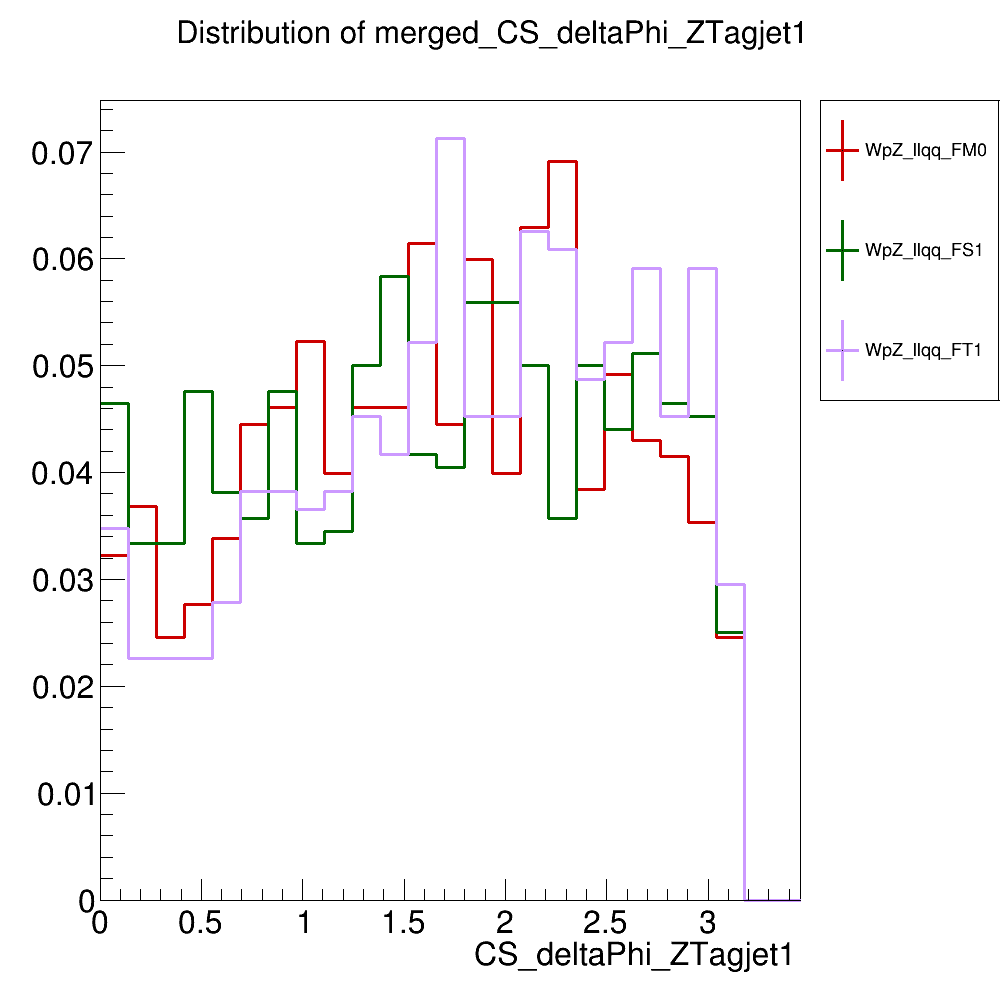 Distribution of merged_CS_deltaPhi_ZTagjet1
0.07
0.06
0.05
0.04
0.03
0.02
0.01
0
0 0.5 1 1.5 2 2.5 3
CS_deltaPhi_ZTagjet1
WpZ_llqq_FM0
WpZ_llqq_FS1
WpZ_llqq_FT1